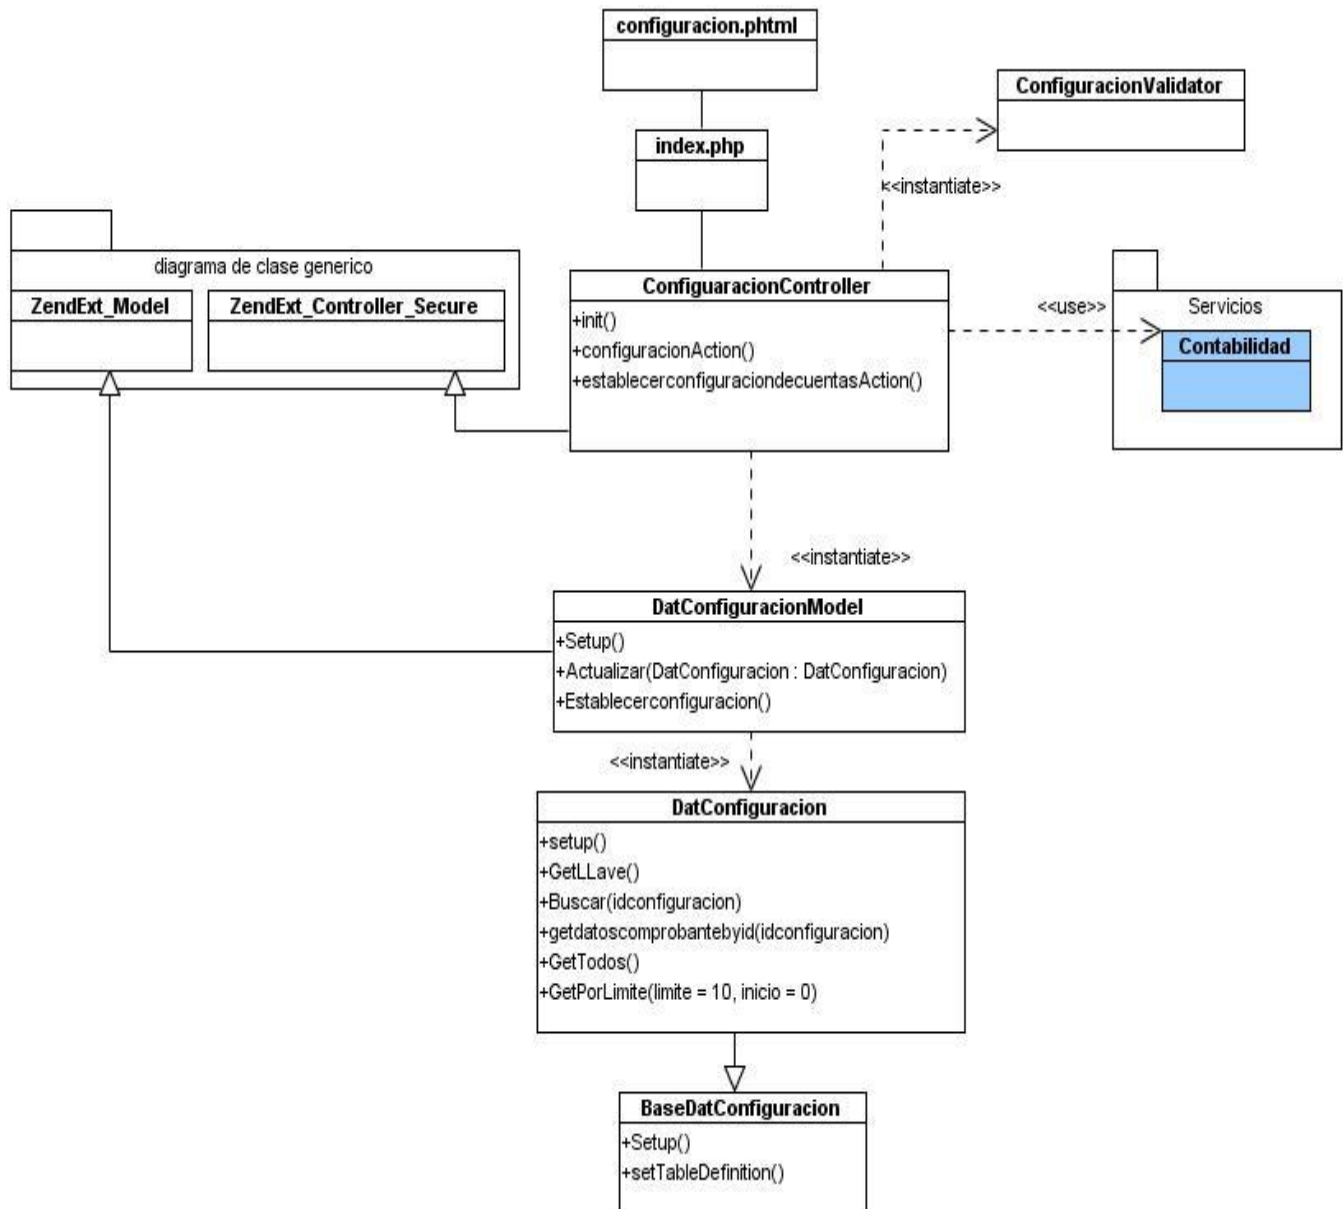 configuracion.phtml
ConfiguracionValidator
index.php
<<instantiate>>
diagrama de clase generico
ZendExt_Model
ZendExt_Controller_Secure
ConfiguaracionController
+init()
+configuracionAction()
+establecerconfiguraciondecuentasAction()
<<use>>
Servicios
Contabilidad
<<instantiate>>
DatConfiguracionModel
+Setup()
+Actualizar(DatConfiguracion : DatConfiguracion)
+Establecerconfiguracion()
<<instantiate>>
DatConfiguracion
+setup()
+GetLLave()
+Buscar(idconfiguracion)
+getdatoscomprobantebyid(idconfiguracion)
+GetTodos()
+GetPorLimite(limite = 10, inicio = 0)
BaseDatConfiguracion
+Setup()
+setTableDefinition()